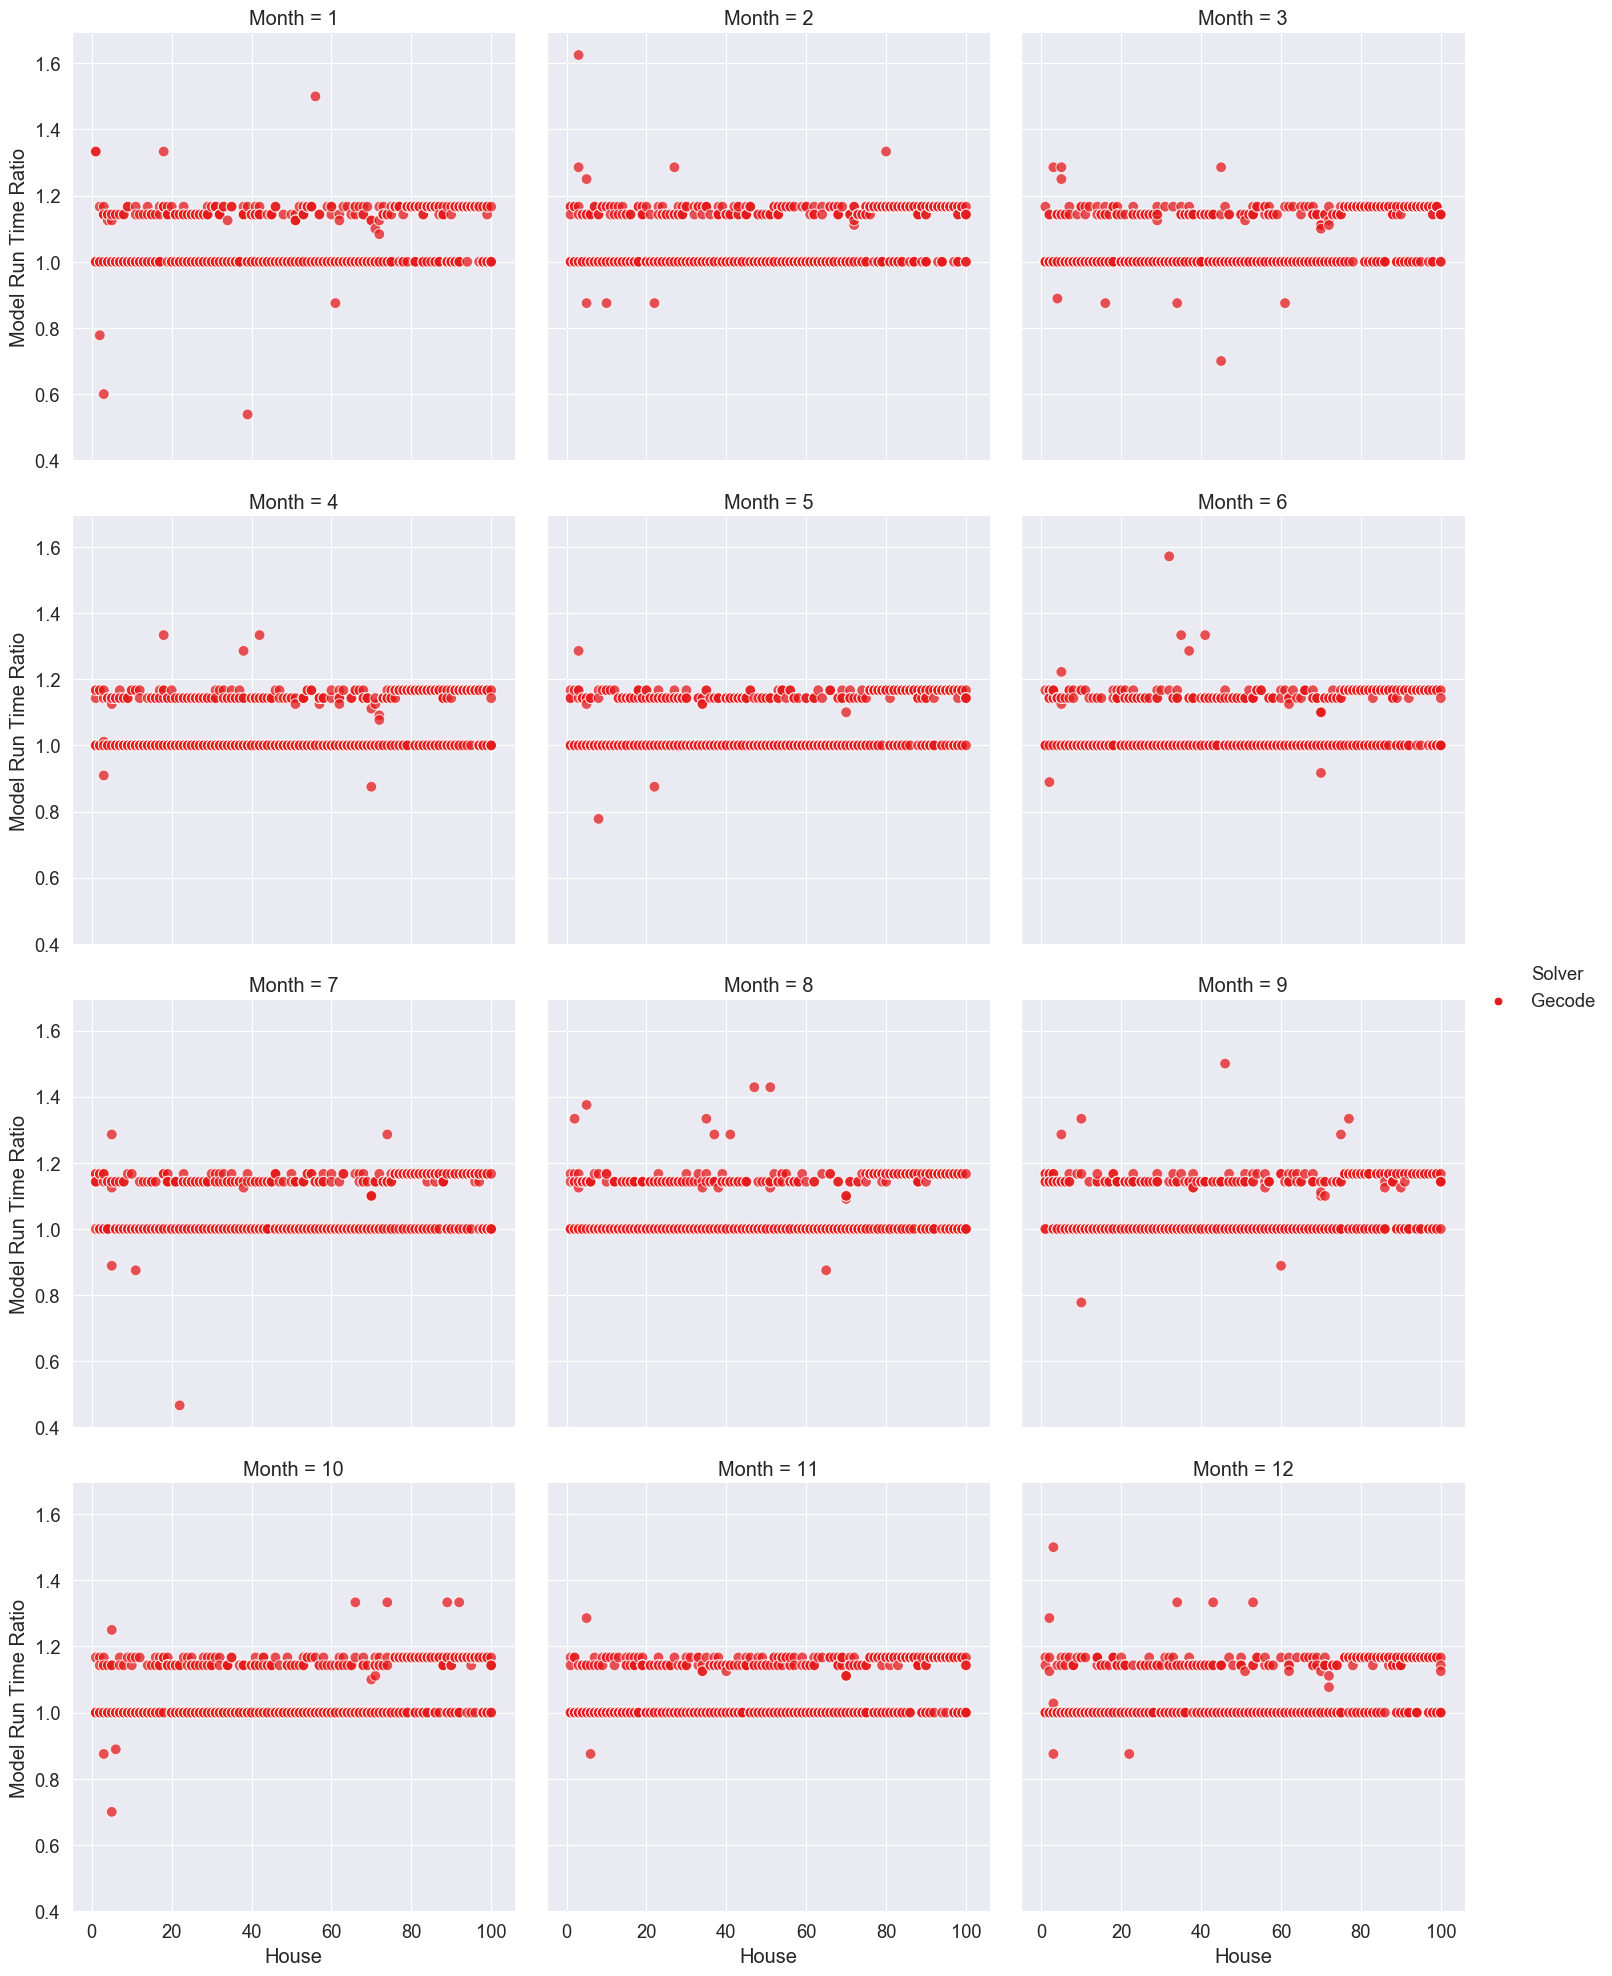 Month = 1
Month = 2
Month = 3
Model Run Time Ratio
1.6
1.4
1.2
1.0
0.8
0.6
0.4
Month = 4
Month = 5
Month = 6
Model Run Time Ratio
1.6
1.4
1.2
1.0
0.8
0.6
0.4
Solver
Gecode
Month = 7
Month = 8
Month = 9
Model Run Time Ratio
1.6
1.4
1.2
1.0
0.8
0.6
0.4
Month = 10
Month = 11
Month = 12
Model Run Time Ratio
1.6
1.4
1.2
1.0
0.8
0.6
0.4
0 20 40 60 80 100
0 20 40 60 80 100
0 20 40 60 80 100
House
House
House